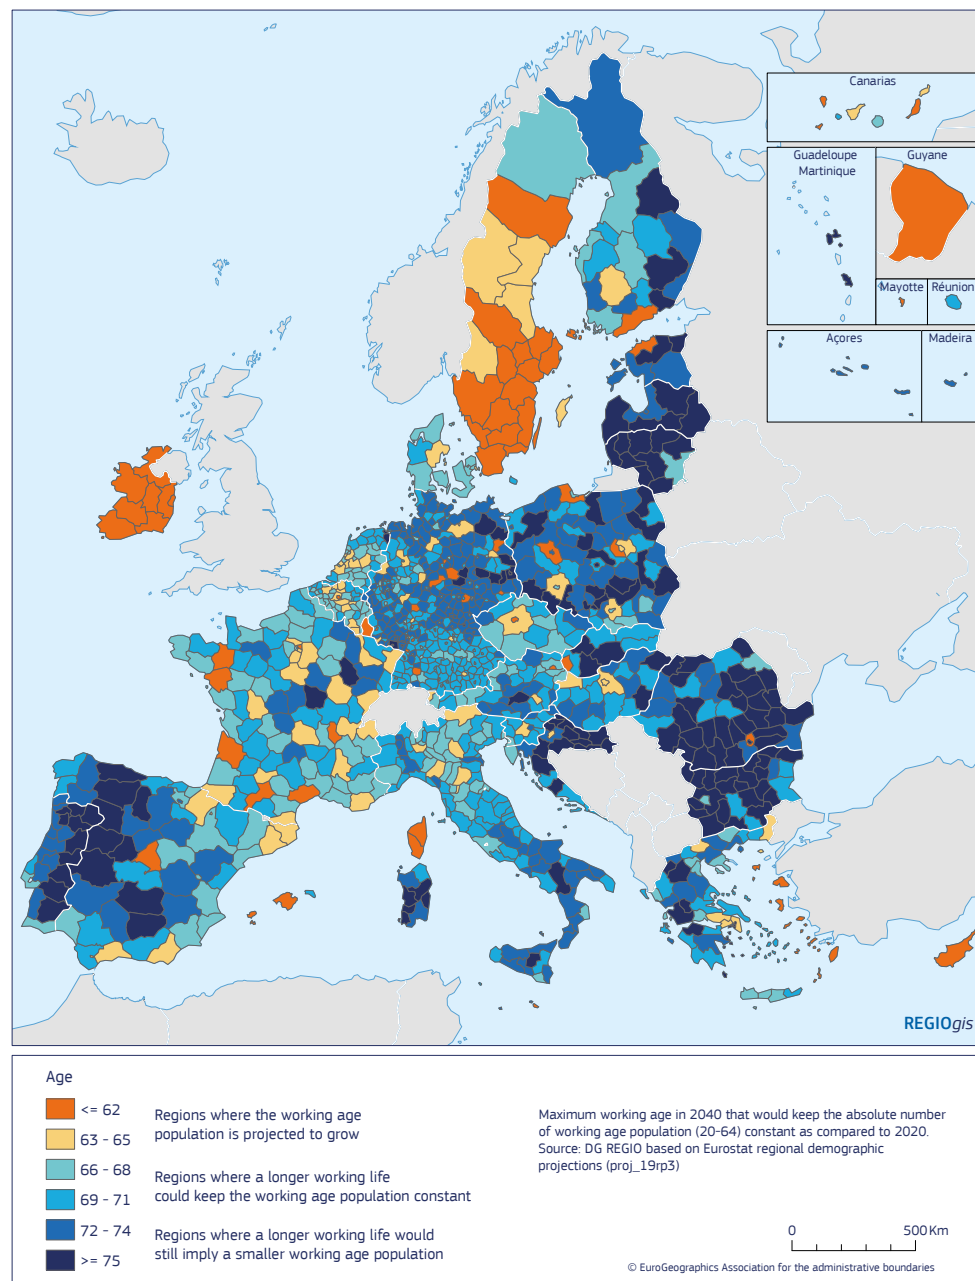 Canarias
Guadeloupe
Martinique
Guyane
Mayotte
Réunion
Açores
Madeira
REGIOgis
Age
<= 62
63 - 65
66 - 68
69 - 71
72 - 74
>= 75
Regions where the working age
population is projected to grow
Regions where a longer working life
could keep the working age population constant
Regions where a longer working life would
still imply a smaller working age population
Maximum working age in 2040 that would keep the absolute number
of working age population (20-64) constant as compared to 2020.
Source: DG REGIO based on Eurostat regional demographic
projections (proj_19rp3)
0 500 Km
© EuroGeographics Association for the administrative boundaries